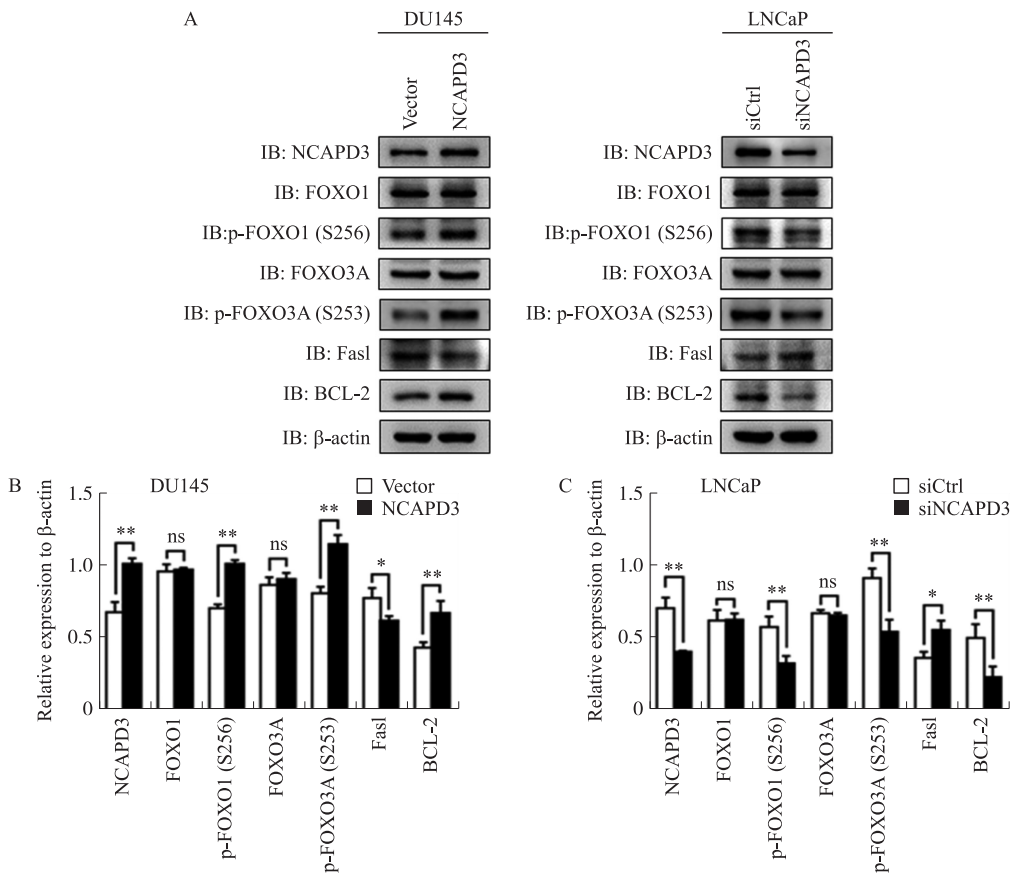 A
DU145
LNCaP
Vector
NCAPD3
siCtrl
siNCAPD3
IB: NCAPD3
IB: FOXO1
IB:p-FOXO1 (S256)
IB: FOXO3A
IB: p-FOXO3A (S253)
IB: Fasl
IB: BCL-2
IB: β-actin
IB: NCAPD3
IB: FOXO1
IB:p-FOXO1 (S256)
IB: FOXO3A
IB: p-FOXO3A (S253)
IB: Fasl
IB: BCL-2
IB: β-actin
B
DU145
Vector
NCAPD3
Relative expression to β-actin
1.5
1.0
0.5
0
**
ns
**
ns
**
*
**
NCAPD3
FOXO1
p-FOXO1 (S256)
FOXO3A
p-FOXO3A (S253)
Fasl
BCL-2
C
LNCaP
siCtrl
siNCAPD3
Relative expression to β-actin
1.5
1.0
0.5
0
**
ns
**
ns
**
*
**
NCAPD3
FOXO1
p-FOXO1 (S256)
FOXO3A
p-FOXO3A (S253)
Fasl
BCL-2